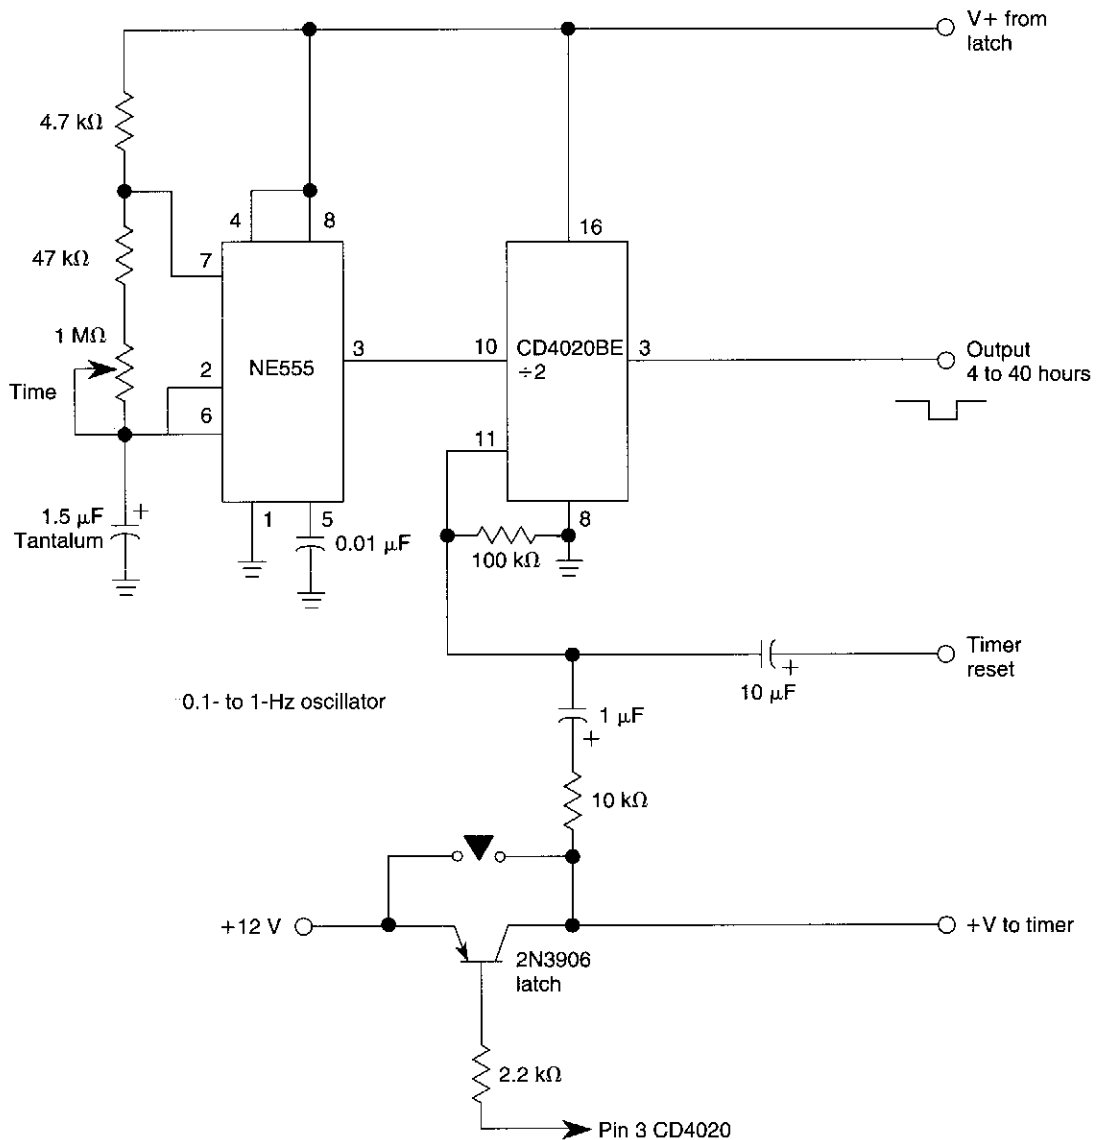 V+ from
latch
4.7 kΩ
4
8
16
47 kΩ
7
1 MΩ
NE555
3
10
CD4020BE
÷2
3
Output
4 to 40 hours
Time
2
6
11
1.5 μF
Tantalum
+
1
5
0.01 μF
8
100 kΩ
Timer
reset
+
10 μF
0.1- to 1-Hz oscillator
1 μF
+
10 kΩ
+12 V
+V to timer
2N3906
latch
2.2 kΩ
Pin 3 CD4020